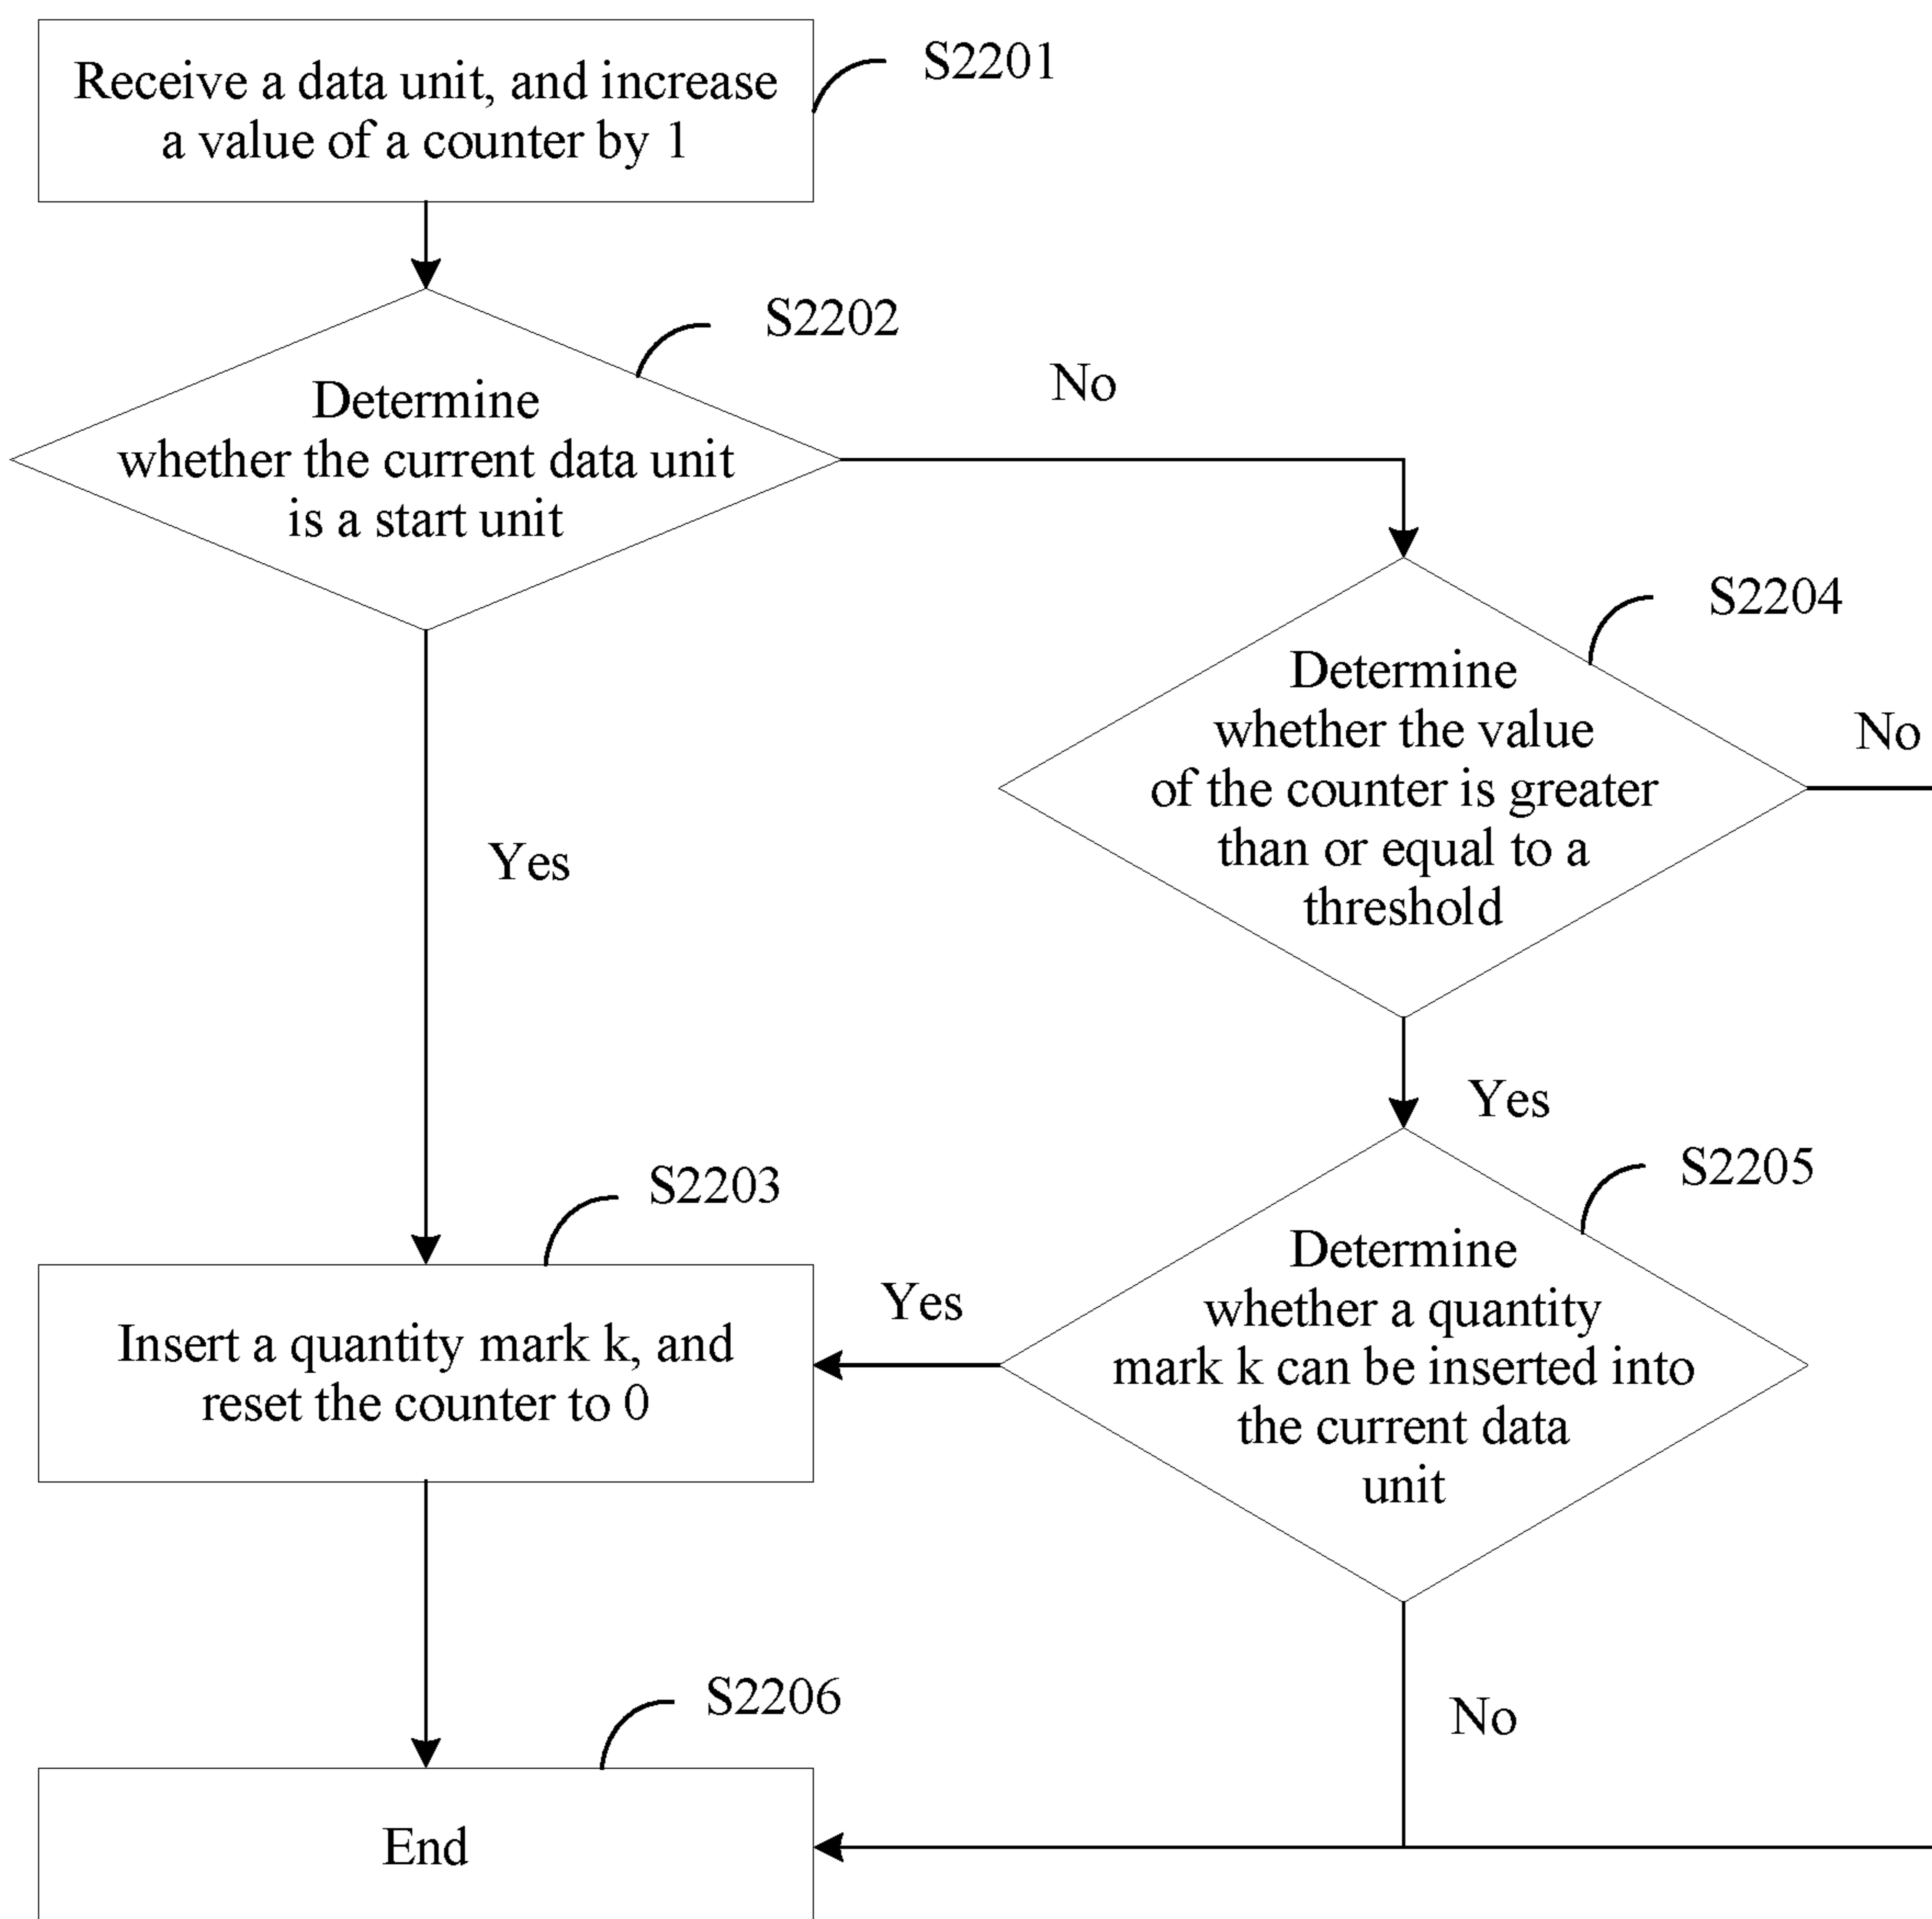 Receive a data unit, and increase
a value of a counter by 1
S2201
S2202
Determine
whether the current data unit
is a start unit
No
Yes
S2204
Determine
whether the value
of the counter is greater
than or equal to a
threshold
No
Yes
S2205
Determine
whether a quantity
mark k can be inserted into
the current data
unit
Yes
No
S2203
Insert a quantity mark k, and
reset the counter to 0
S2206
End